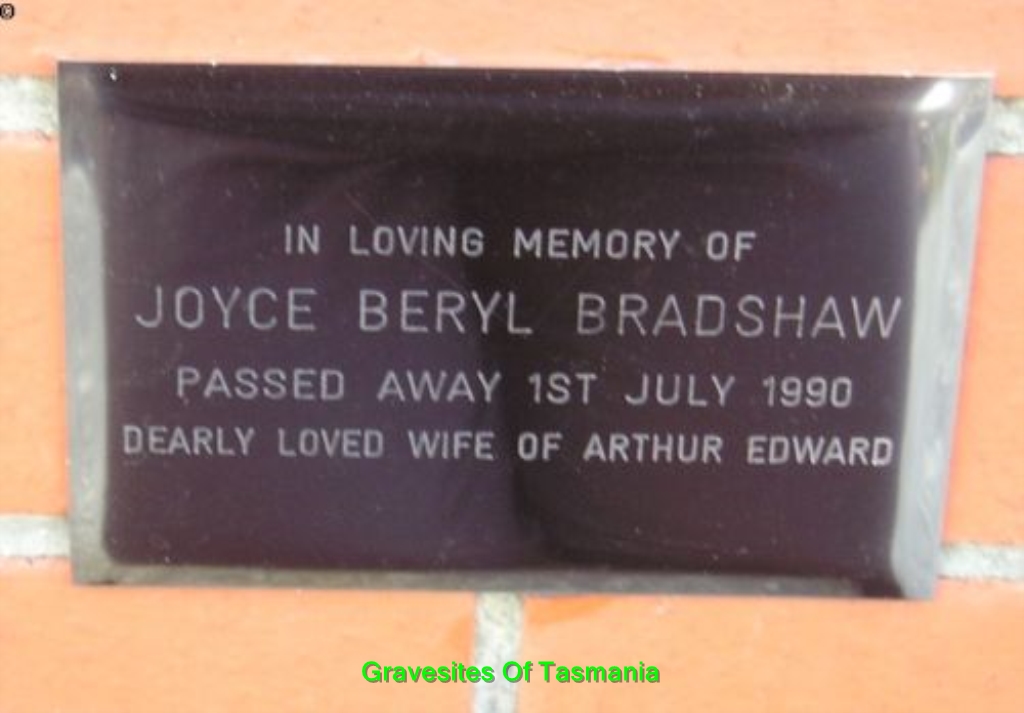 IN LOVING MEMORY OF
JOYCE BERYL BRADSHAW
PASSED AWAY 1ST JULY 1990
DEARLY LOVED WIFE OF ARTHUR EDWARD
Gravesites Of Tasmania